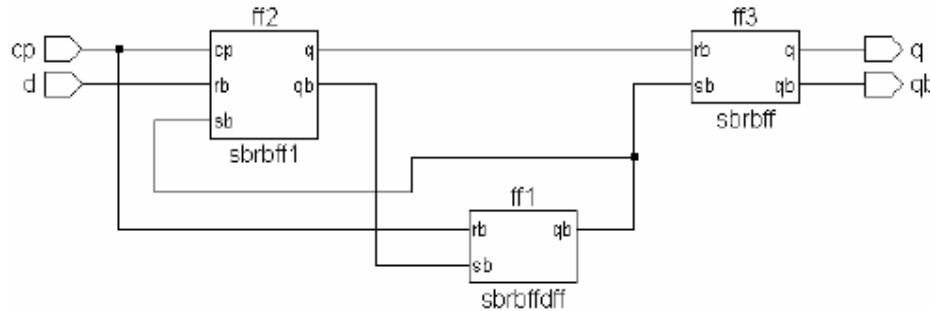 ff2
ff3
cp
cp
q
rb
q
q
d
rb
qb
sb
qb
qb
sb
sbrbff1
sbrbff
ff1
rb
qb
sb
sbrbffdff